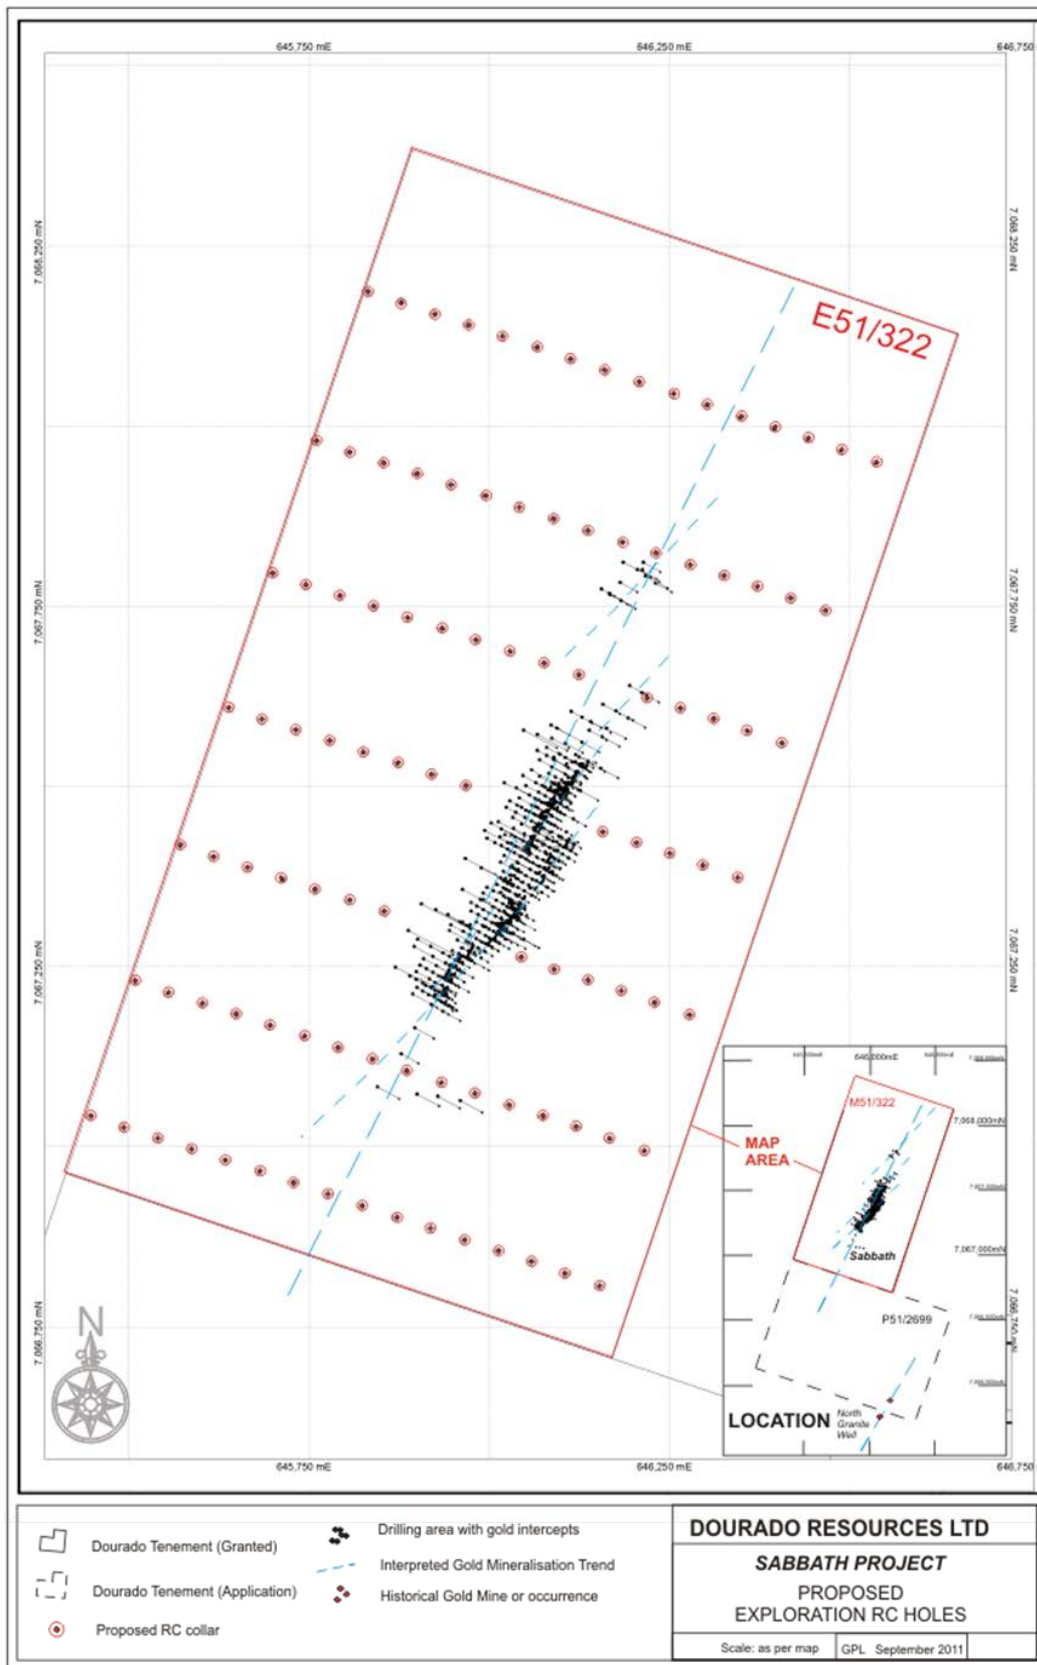 645,750 mE
646,250 mE
646,750
7,068,250 mN
7,068,250 mN
E51/322
7,067,750 mN
7,067,750 mN
7,067,250 mN
7,067,250 mN
646,000mE
M51/322
7,068,000mN
MAP
AREA
7,067,000mN
Sabbath
P51/2699
7,066,750 mN
7,066,750 mN
N
LOCATION
North
Granite
Well
645,750 mE
646,250 mE
646,750
Dourado Tenement (Granted)
Dourado Tenement (Application)
Proposed RC collar
Drilling area with gold intercepts
Interpreted Gold Mineralisation Trend
Historical Gold Mine or occurrence
DOURADO RESOURCES LTD
SABBATH PROJECT
PROPOSED
EXPLORATION RC HOLES
Scale: as per map
GPL September 2011